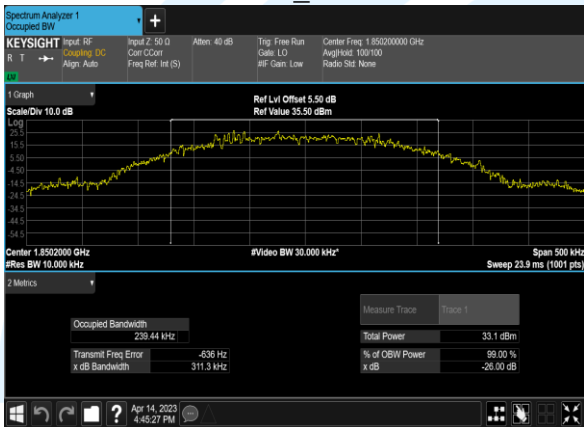 Spectrum Analyzer 1
Occupied BW
KEYSIGHT
R T
LV
Input: RF
Coupling: DC
Align: Auto
Input Z: 50 Ω
Corr CCorr
Freq Ref: Int (S)
Atten: 40 dB
Trig: Free Run
Gate: LO
#IF Gain: Low
Center Freq: 1.850200000 GHz
Avg|Hold: 100/100
Radio Std: None
1 Graph
Scale/Div 10.0 dB
Ref Lvl Offset 5.50 dB
Ref Value 35.50 dBm
Log
25.5
15.5
5.50
-4.50
-14.5
-24.5
-34.5
-44.5
-54.5
Center 1.8502000 GHz
#Res BW 10.000 kHz
#Video BW 30.000 kHz*
Span 500 kHz
Sweep 23.9 ms (1001 pts)
2 Metrics
Measure Trace Trace 1
Occupied Bandwidth
239.44 kHz
Total Power 33.1 dBm
Transmit Freq Error -636 Hz
% of OBW Power 99.00 %
x dB Bandwidth 311.3 kHz
x dB -26.00 dB
?
Apr 14, 2023
4:45:27 PM